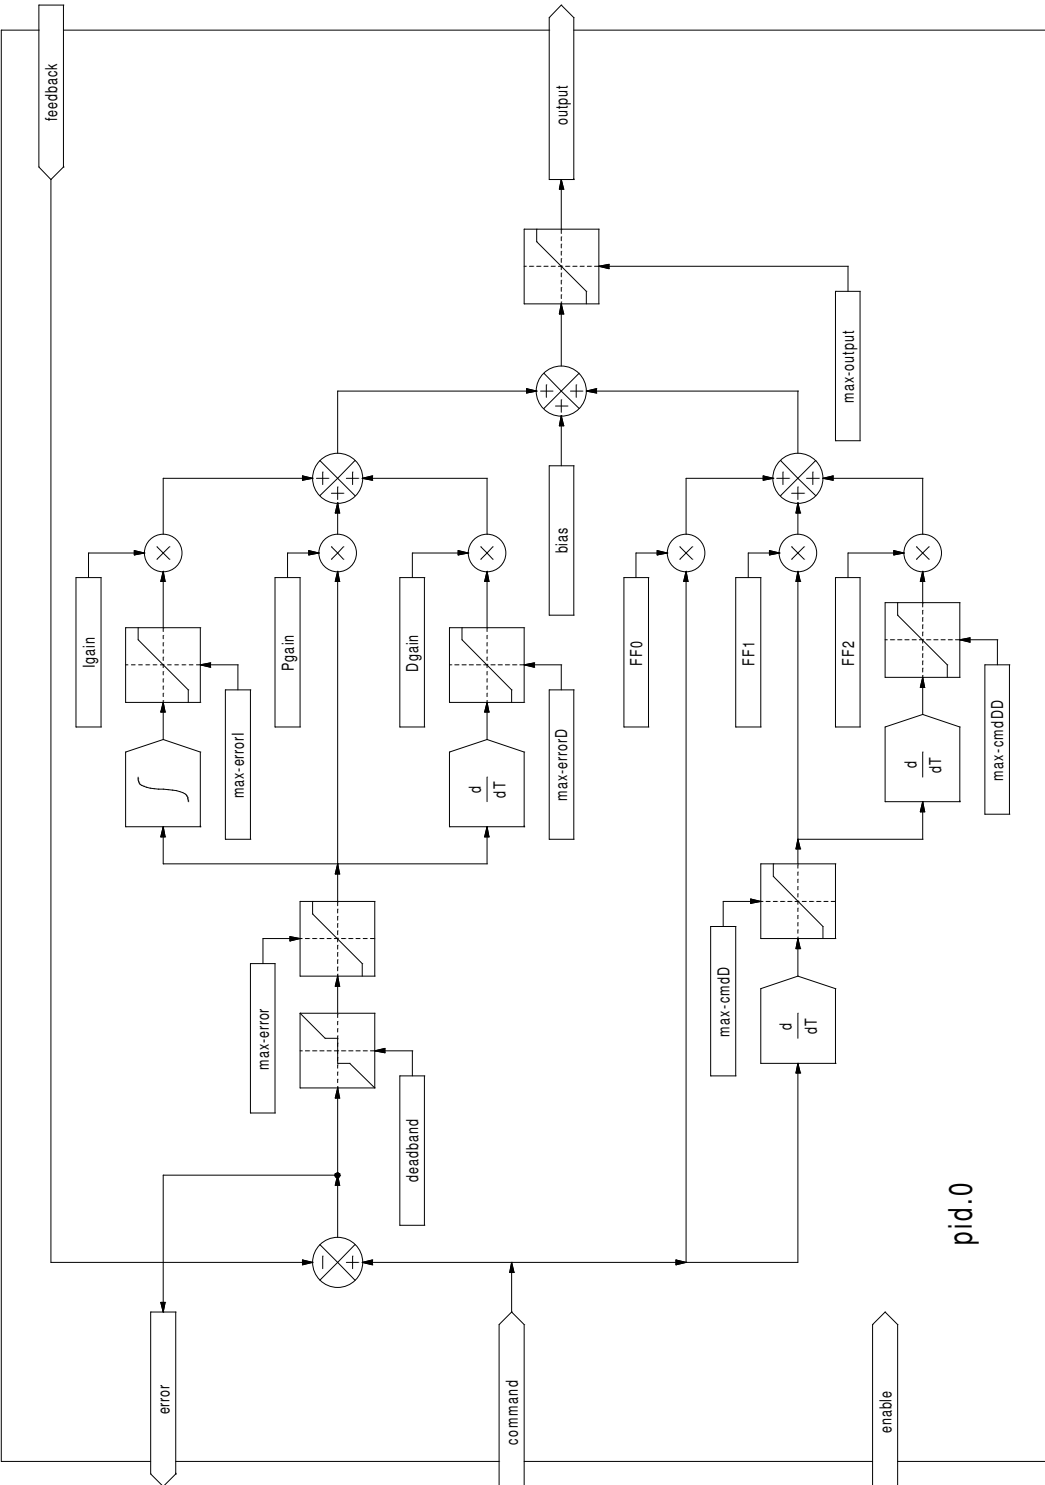 feedback
error
command
enable
output
max-output
bias
Igain
Pgain
Dgain
max-errorI
max-errorD
max-error
deadband
∫
d
dT
FF0
FF1
FF2
max-cmdD
max-cmdDD
d
dT
d
dT
+
+
+
+
+
+
+
+
+
×
×
×
×
×
×
−
+
pid.0